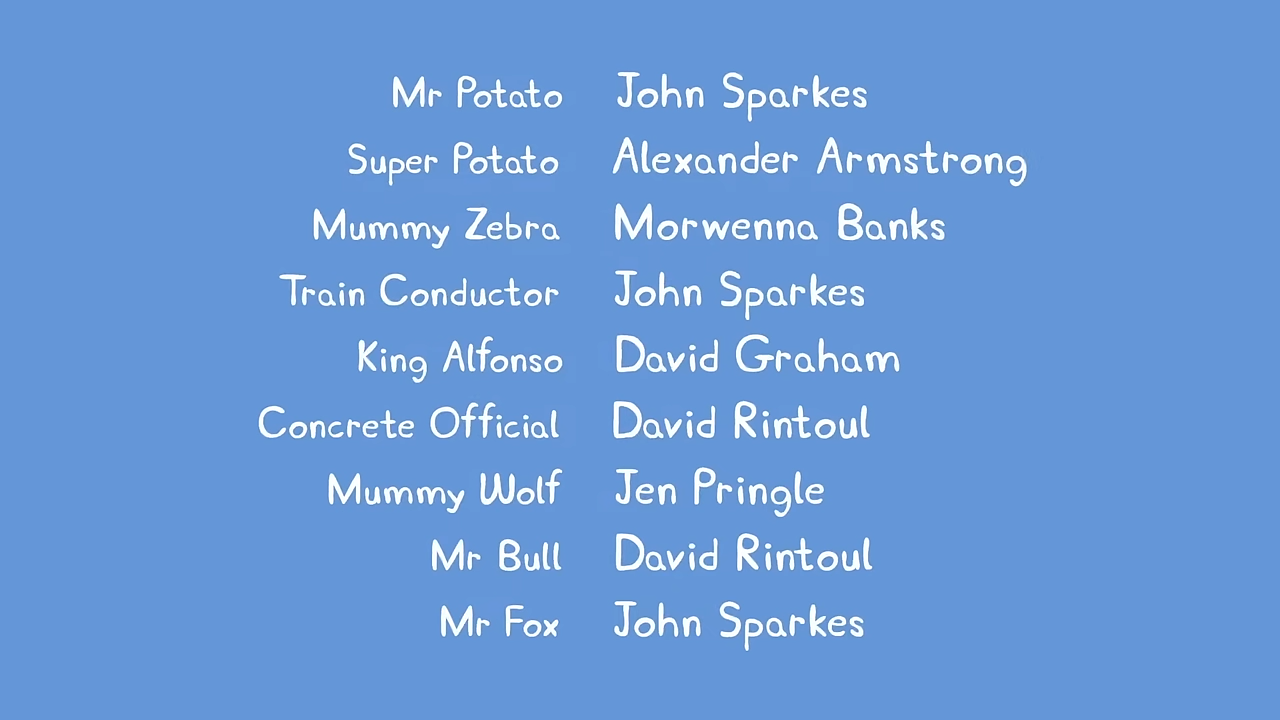 Mr Potato John Sparkes
Super Potato Alexander Armstrong
Mummy Zebra Morwenna Banks
Train Conductor John Sparkes
King Alfonso David Graham
Concrete Official David Rintoul
Mummy Wolf Jen Pringle
Mr Bull David Rintoul
Mr Fox John Sparkes